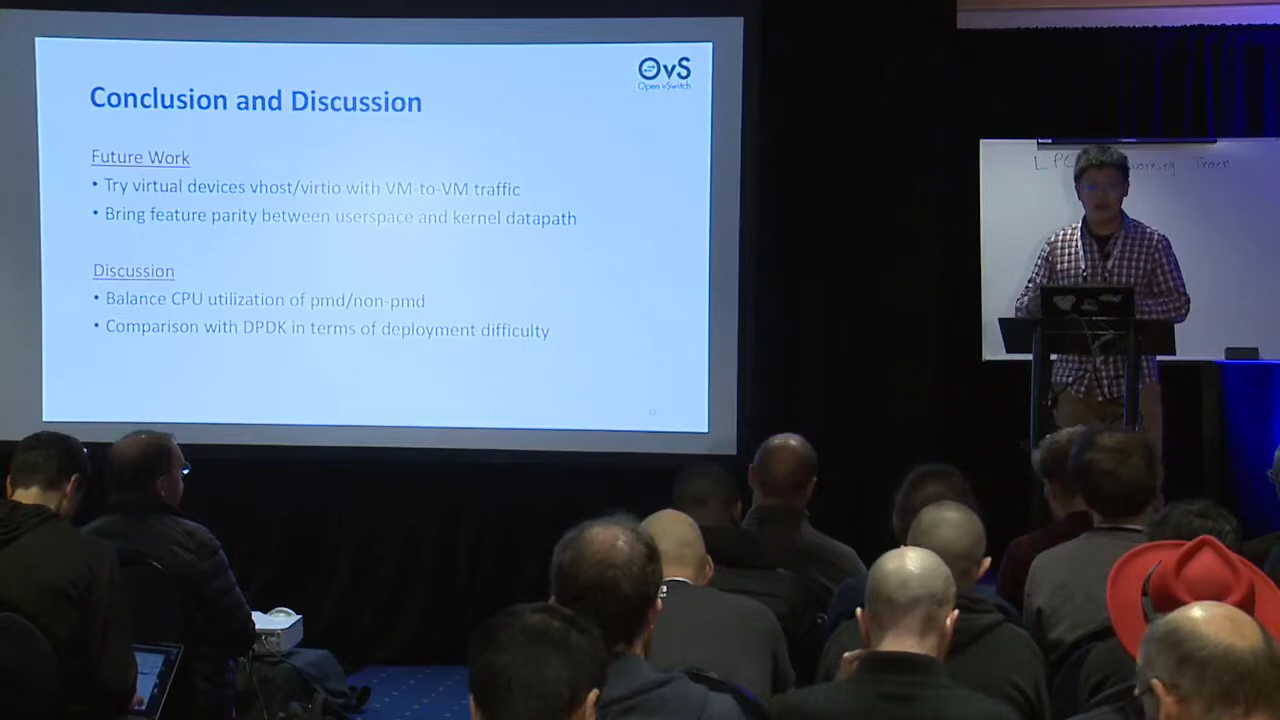 OvS
Open vSwitch
Conclusion and Discussion
Future Work
• Try virtual devices vhost/virtio with VM-to-VM traffic
• Bring feature parity between userspace and kernel datapath
Discussion
• Balance CPU utilization of pmd/non-pmd
• Comparison with DPDK in terms of deployment difficulty